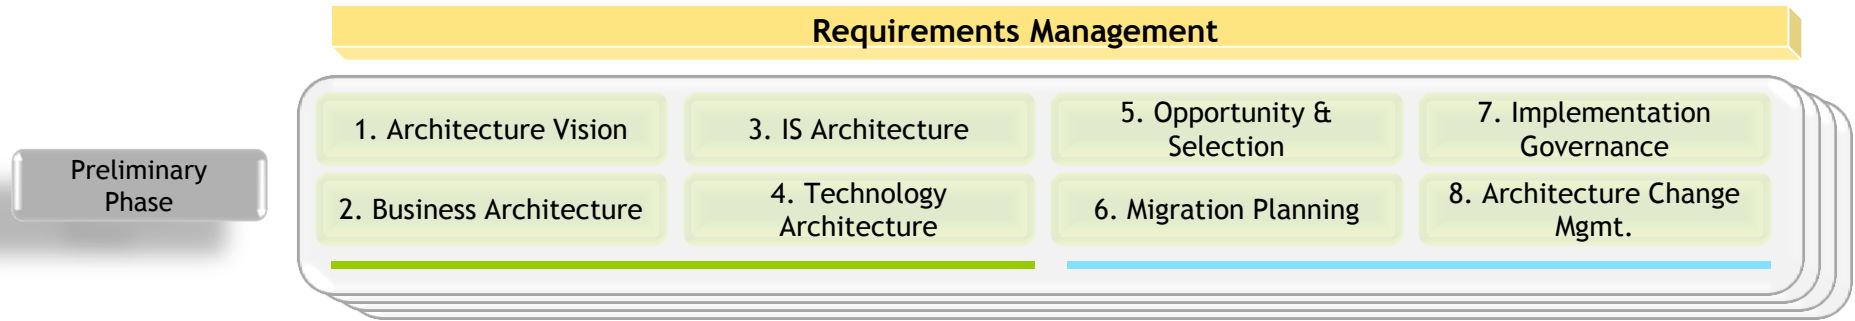 Requirements Management
Preliminary
Phase
1. Architecture Vision
2. Business Architecture
3. IS Architecture
4. Technology
Architecture
5. Opportunity &
Selection
6. Migration Planning
7. Implementation
Governance
8. Architecture Change
Mgmt.